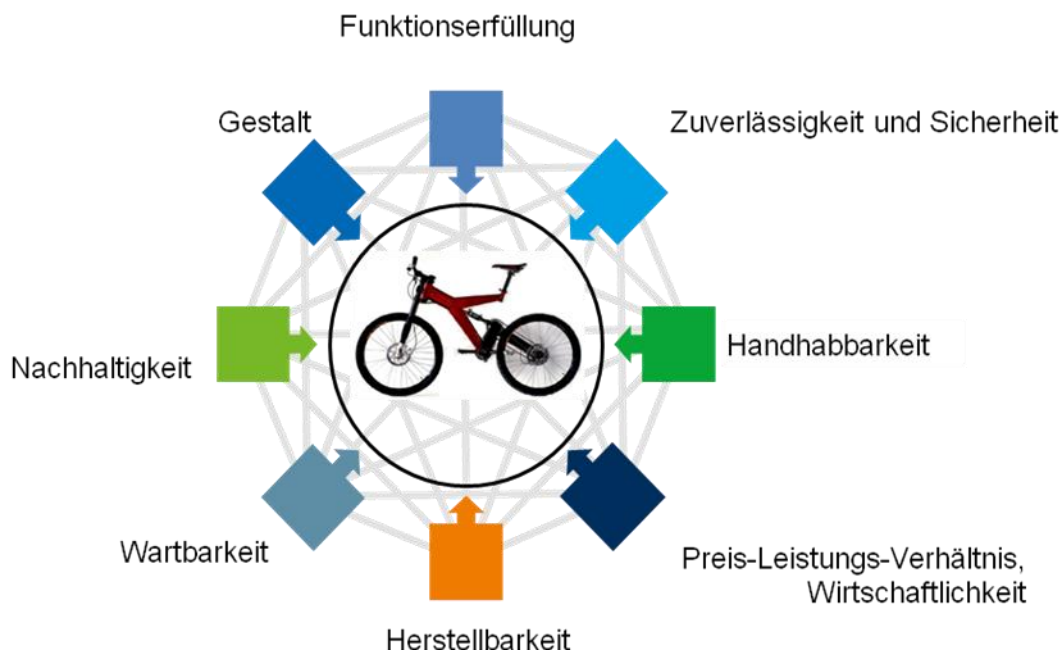 Funktionserfüllung
Gestalt
Zuverlässigkeit und Sicherheit
Nachhaltigkeit
Handhabbarkeit
Wartbarkeit
Preis-Leistungs-Verhältnis,
Wirtschaftlichkeit
Herstellbarkeit